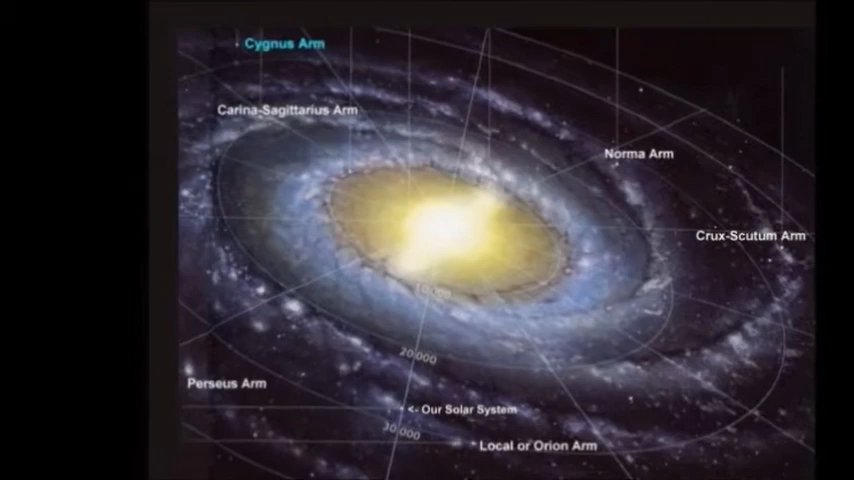 Cygnus Arm
Carina-Sagittarius Arm
Norma Arm
Crux-Scutum Arm
10,000
20,000
Perseus Arm
<- Our Solar System
30,000
Local or Orion Arm